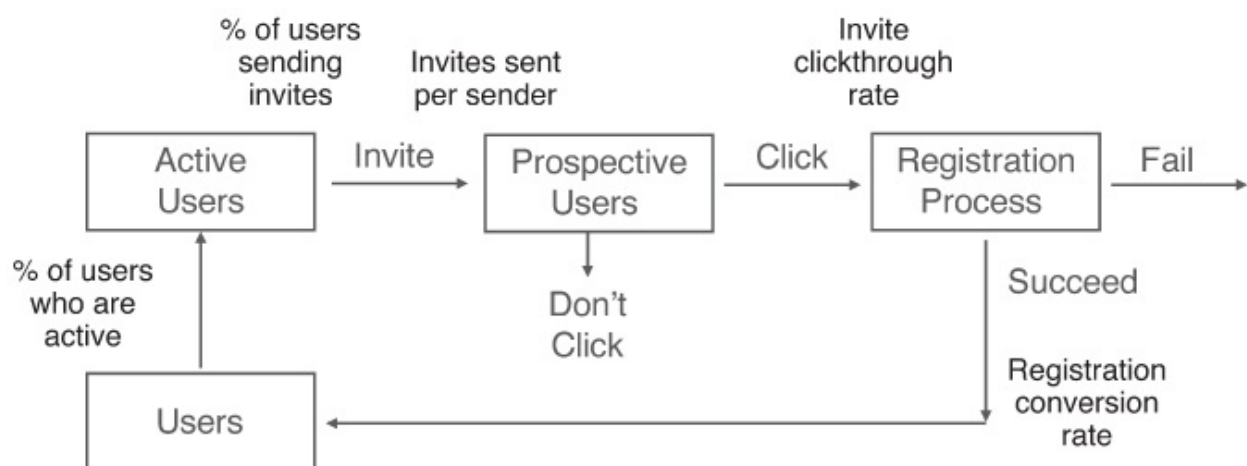 % of users
sending
invites
Invites sent
per sender
Invite
clickthrough
rate
Active
Users
Invite
Prospective
Users
Click
Registration
Process
Fail
% of users
who are
active
Don't
Click
Succeed
Users
Registration
conversion
rate